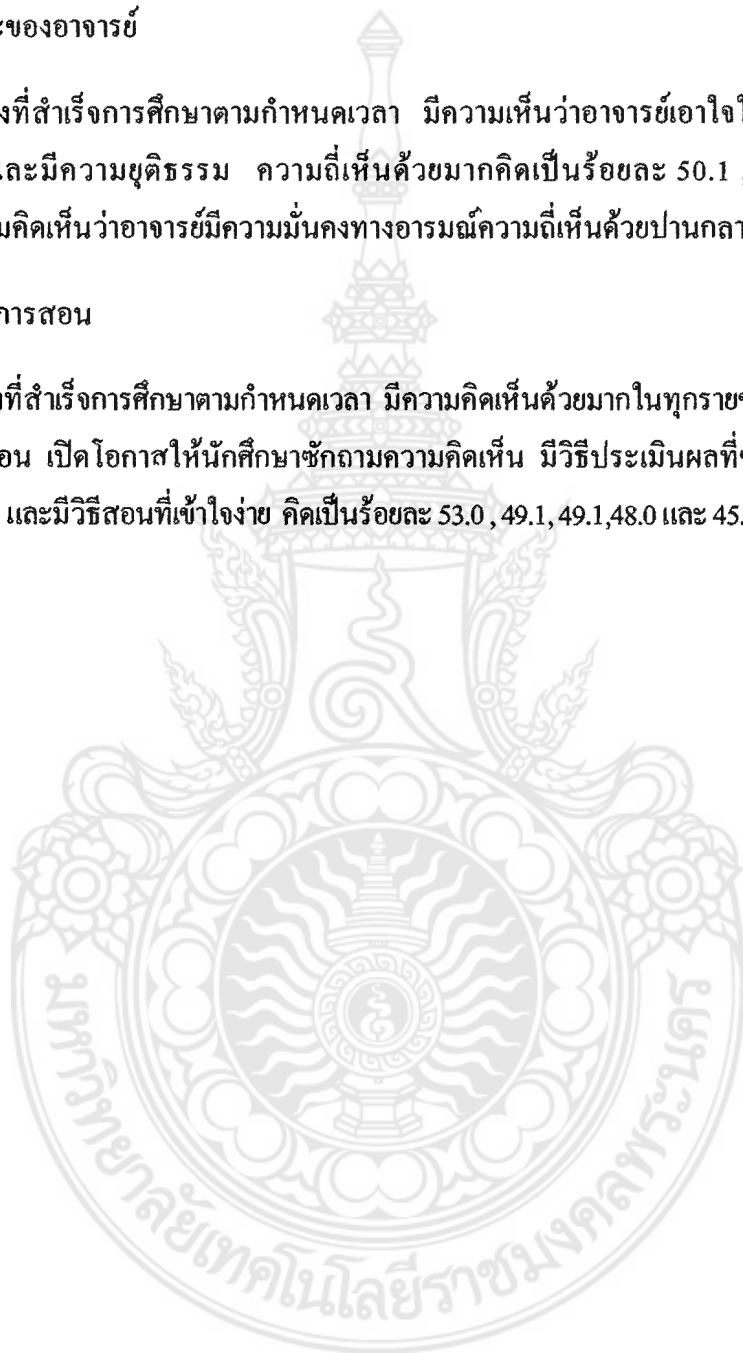 ะของอาจารย์
งที่สำเร็จการศึกษาตามกำหนดเวลา มีความเห็นว่าอาจารย์เอาใจใ
และมีความยุติธรรม ความถี่เห็นด้วยมากคิดเป็นร้อยละ 50.1 ,
มคิดเห็นว่าอาจารย์มีความมั่นคงทางอารมณ์ความถี่เห็นด้วยปานกลา
การสอน
งที่สำเร็จการศึกษาตามกำหนดเวลา มีความคิดเห็นด้วยมากในทุกราย
อน เปิดโอกาสให้นักศึกษาซักถามความคิดเห็น มีวิธีประเมินผลที่
และมีวิธีสอนที่เข้าใจง่าย คิดเป็นร้อยละ 53.0 , 49.1, 49.1,48.0 และ 45.
มหาวิทยาลัยเทคโนโลยีราชมงคลพระนคร